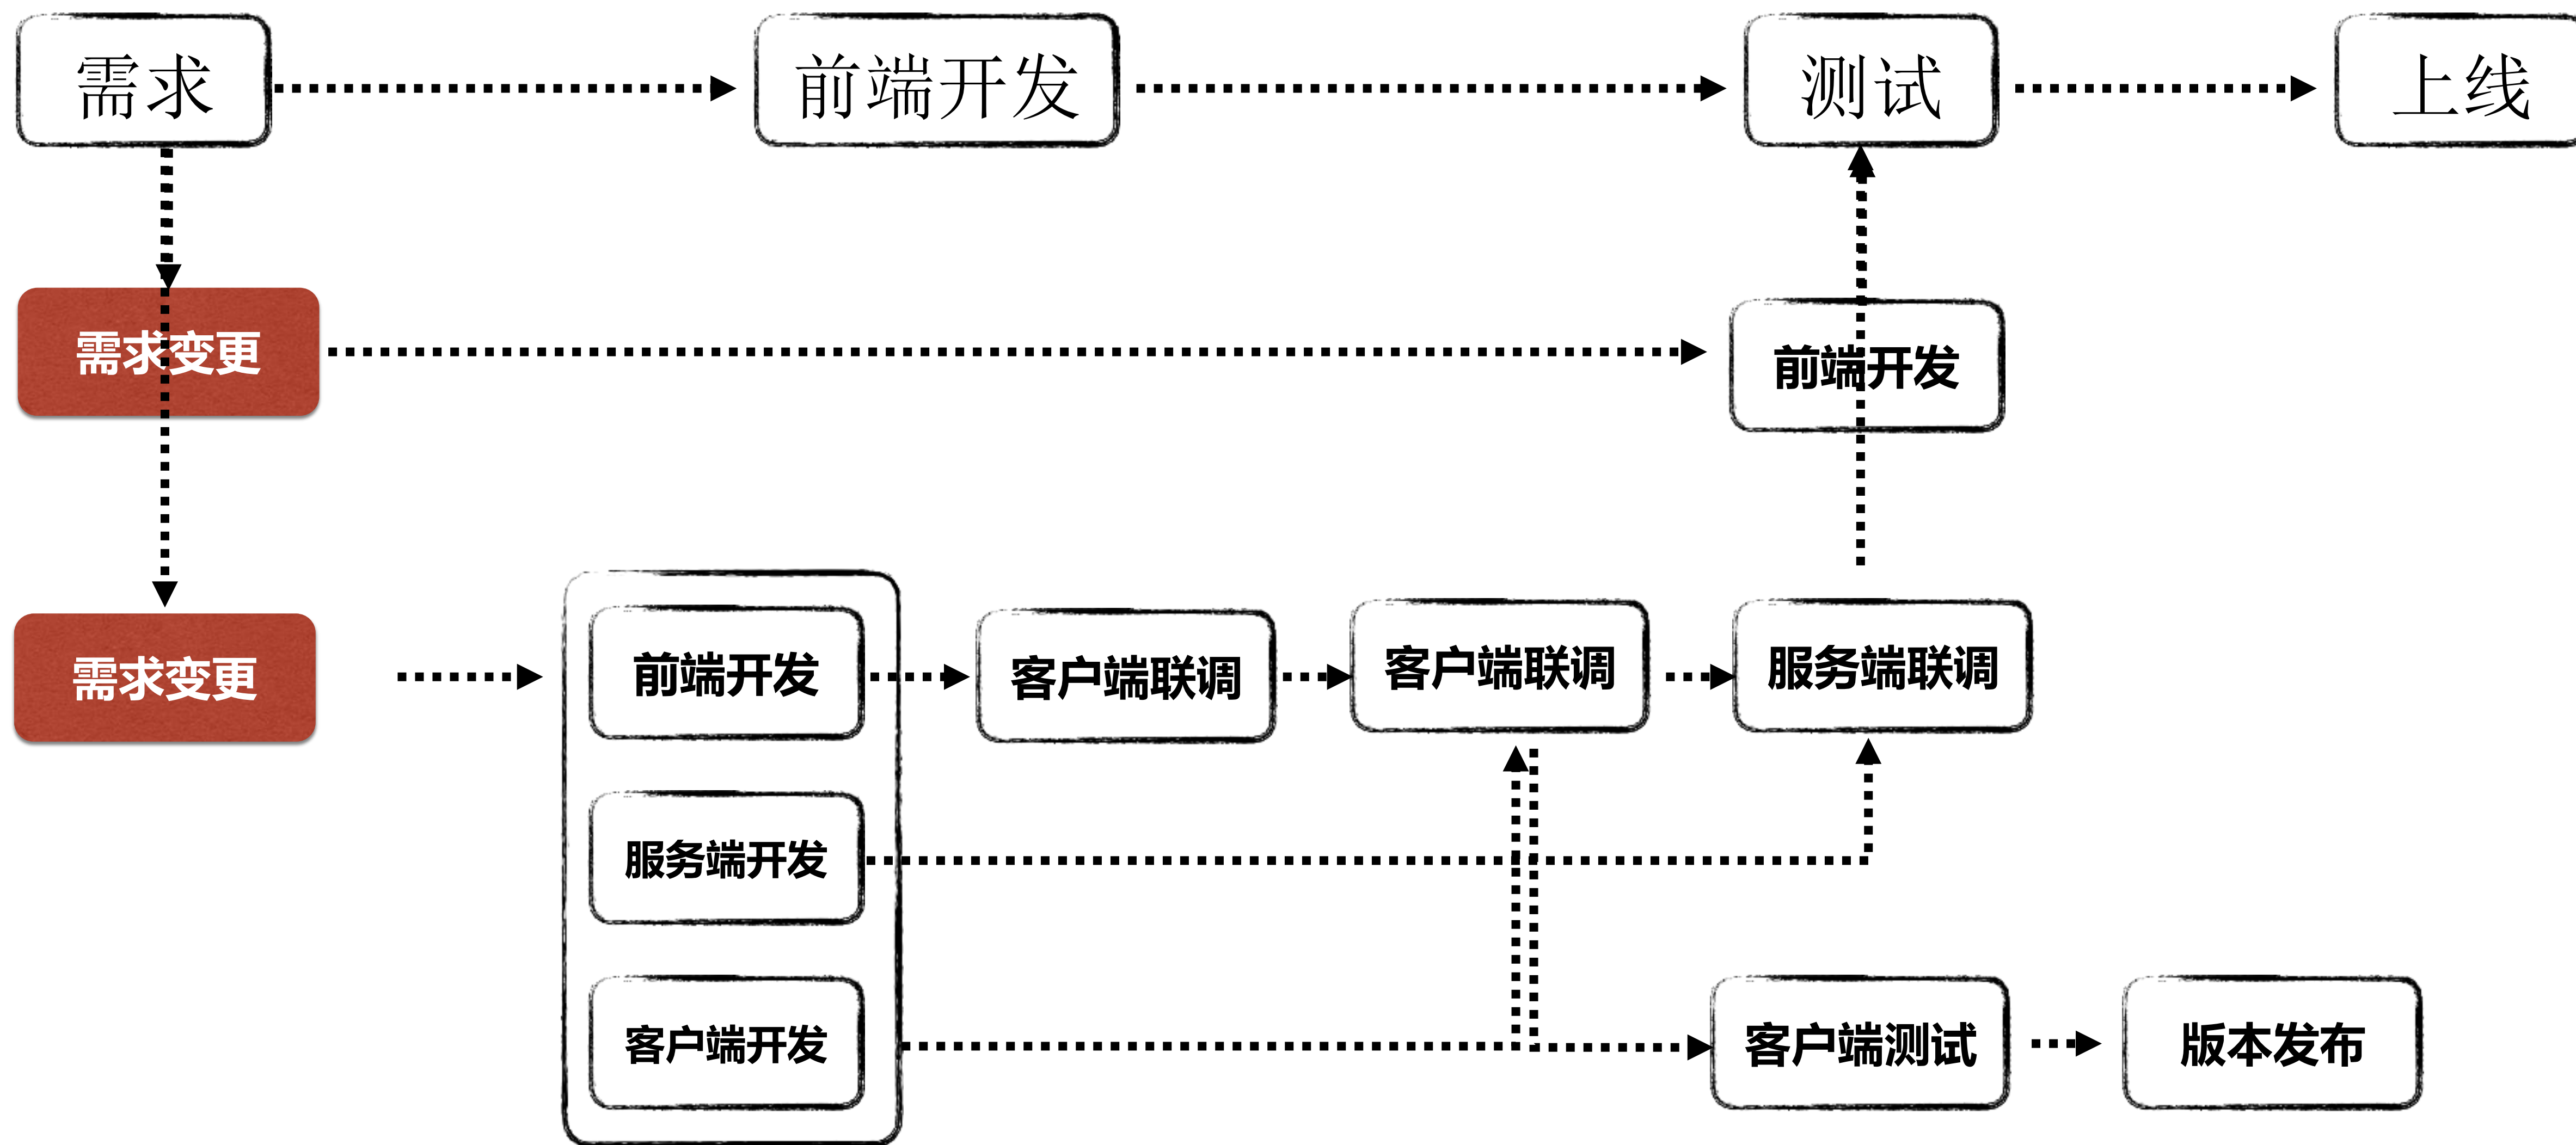 需求
前端开发
测试
上线
需求变更
前端开发
需求变更
前端开发
客户端联调
客户端联调
服务端联调
服务端开发
客户端开发
客户端测试
版本发布